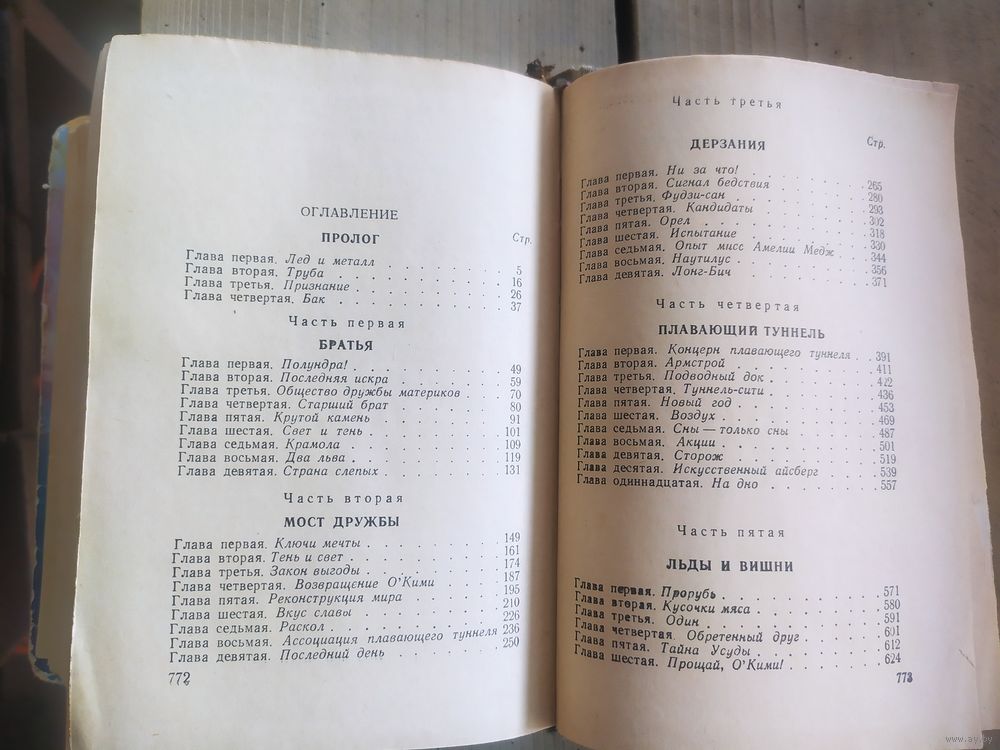 ОГЛАВЛЕНИЕ
ПРОЛОГ
Стр.
Глава первая. Лед и металл . . . . . . . . . 5
Глава вторая. Труба . . . . . . . . . 16
Глава третья. Признание . . . . . . . . . 26
Глава четвертая. Бак . . . . . . . . . 37
Часть первая
БРАТЬЯ
Глава первая. Полундра! . . . . . . . . . 49
Глава вторая. Последняя искра . . . . . . . 59
Глава третья. Общество дружбы материков . . . 70
Глава четвертая. Старший брат . . . . . . . 80
Глава пятая. Крутой камень . . . . . . . 91
Глава шестая. Свет и тень . . . . . . . 101
Глава седьмая. Крамола . . . . . . . 109
Глава восьмая. Два льва . . . . . . . 119
Глава девятая. Страна слепых . . . . . . . 131
Часть вторая
МОСТ ДРУЖБЫ
Глава первая. Ключи мечты . . . . . . . 149
Глава вторая. Тень и свет . . . . . . . 161
Глава третья. Закон выгоды . . . . . . . 174
Глава четвертая. Возвращение О'Кими . . . . 187
Глава пятая. Реконструкция мира . . . . . 195
Глава шестая. Вкус славы . . . . . . . 210
Глава седьмая. Раскол . . . . . . . 226
Глава восьмая. Ассоциация плавающего туннеля 236
Глава девятая. Последний день . . . . . . 250
772
Часть третья
ДЕРЗАНИЯ
Стр.
Глава первая. Ни за что! . . . . . . . 265
Глава вторая. Сигнал бедствия . . . . . . 280
Глава третья. Фудзи-сан . . . . . . . 293
Глава четвертая. Кандидаты . . . . . . . 302
Глава пятая. Орел . . . . . . . 318
Глава шестая. Испытание . . . . . . . 330
Глава седьмая. Опыт мисс Амелии Медж . . 344
Глава восьмая. Наутилус . . . . . . . 356
Глава девятая. Лонг-Бич . . . . . . . 371
Часть четвертая
ПЛАВАЮЩИЙ ТУННЕЛЬ
Глава первая. Концерн плавающего туннеля . . 391
Глава вторая. Армстрой . . . . . . . 411
Глава третья. Подводный док . . . . . . 422
Глава четвертая. Туннель-сити . . . . . . 436
Глава пятая. Новый год . . . . . . . 453
Глава шестая. Воздух . . . . . . . 469
Глава седьмая. Сны — только сны . . . . . 487
Глава восьмая. Акции . . . . . . . 501
Глава девятая. Сторож . . . . . . . 519
Глава десятая. Искусственный айсберг . . . 539
Глава одиннадцатая. На дно . . . . . . 557
Часть пятая
ЛЬДЫ И ВИШНИ
Глава первая. Прорубь . . . . . . . 571
Глава вторая. Кусочки мяса . . . . . . 580
Глава третья. Один . . . . . . . 591
Глава четвертая. Обретенный друг . . . . 601
Глава пятая. Тайна Усуды . . . . . . 612
Глава шестая. Прощай, О'Кими! . . . . . 624
773
www.ay.by